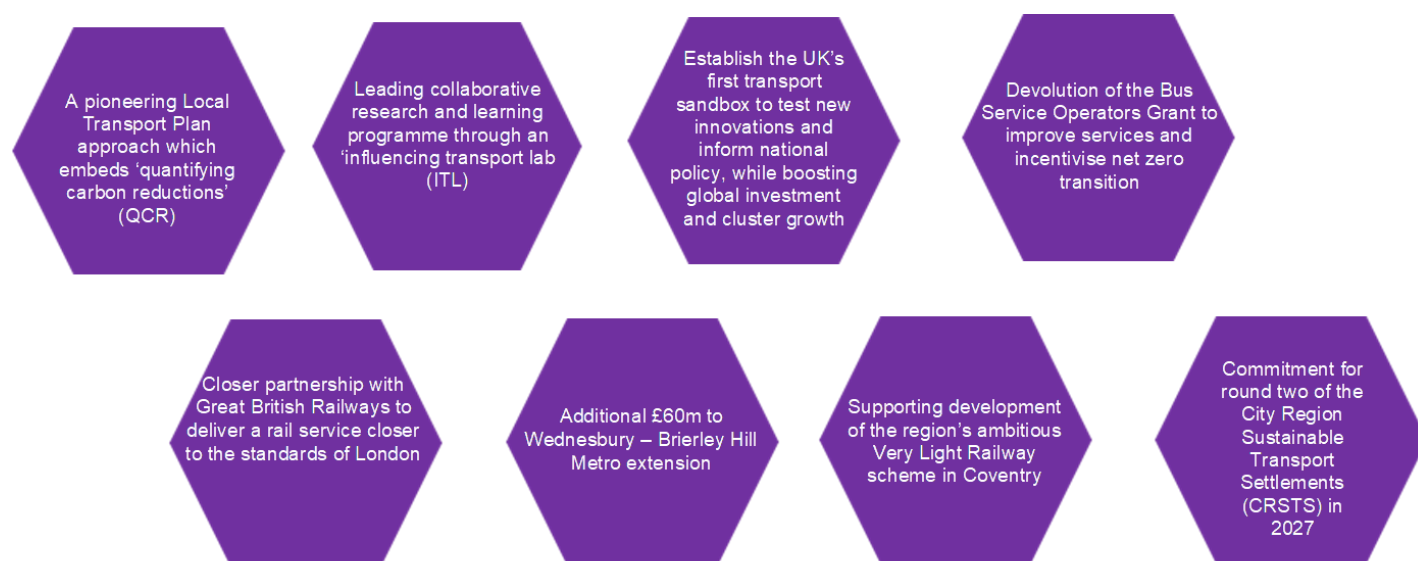 A pioneering Local
Transport Plan
approach which
embeds ‘quantifying
carbon reductions’
(QCR)
Leading collaborative
research and learning
programme through an
‘influencing transport lab
(ITL)
Establish the UK’s
first transport
sandbox to test new
innovations and
inform national
policy, while boosting
global investment
and cluster growth
Devolution of the Bus
Service Operators Grant to
improve services and
incentivise net zero
transition
Closer partnership with
Great British Railways to
deliver a rail service closer
to the standards of London
Additional £60m to
Wednesbury – Brierley Hill
Metro extension
Supporting development
of the region’s ambitious
Very Light Railway
scheme in Coventry
Commitment for
round two of the
City Region
Sustainable
Transport
Settlements
(CRSTS) in
2027